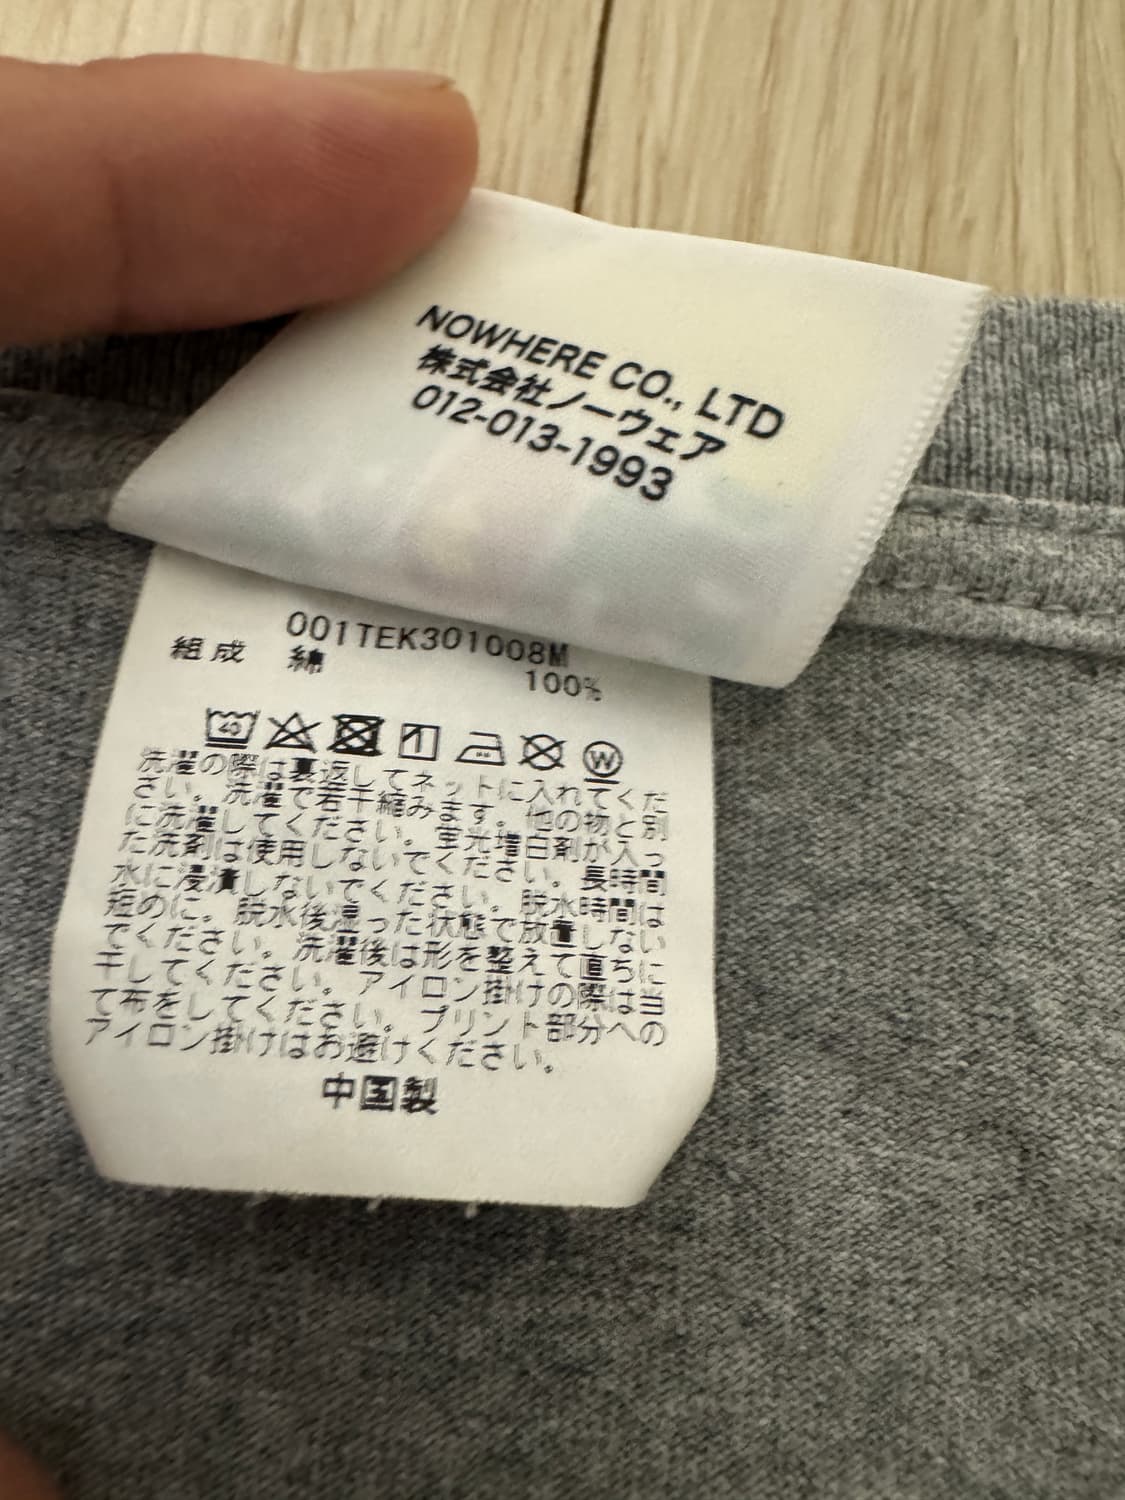 NOWHERE CO., LTD
株式会社ノーウェア
012-013-1993
001TEK301008M
組成 綿 100%
40 W
洗濯の際は裏返してネットに入れてくだ
さい。洗濯で若干縮みます。他の物と別
に洗濯してください。蛍光増白剤が入っ
た洗剤は使用しないでください。長時間
水に浸漬しないでください。脱水時間は
短めに。脱水後湿った状態で放置しない
でください。洗濯後は形を整えて直ちに
干してください。アイロン掛けの際は当
て布をしてください。プリント部分への
アイロン掛けはお避けください。
中国製